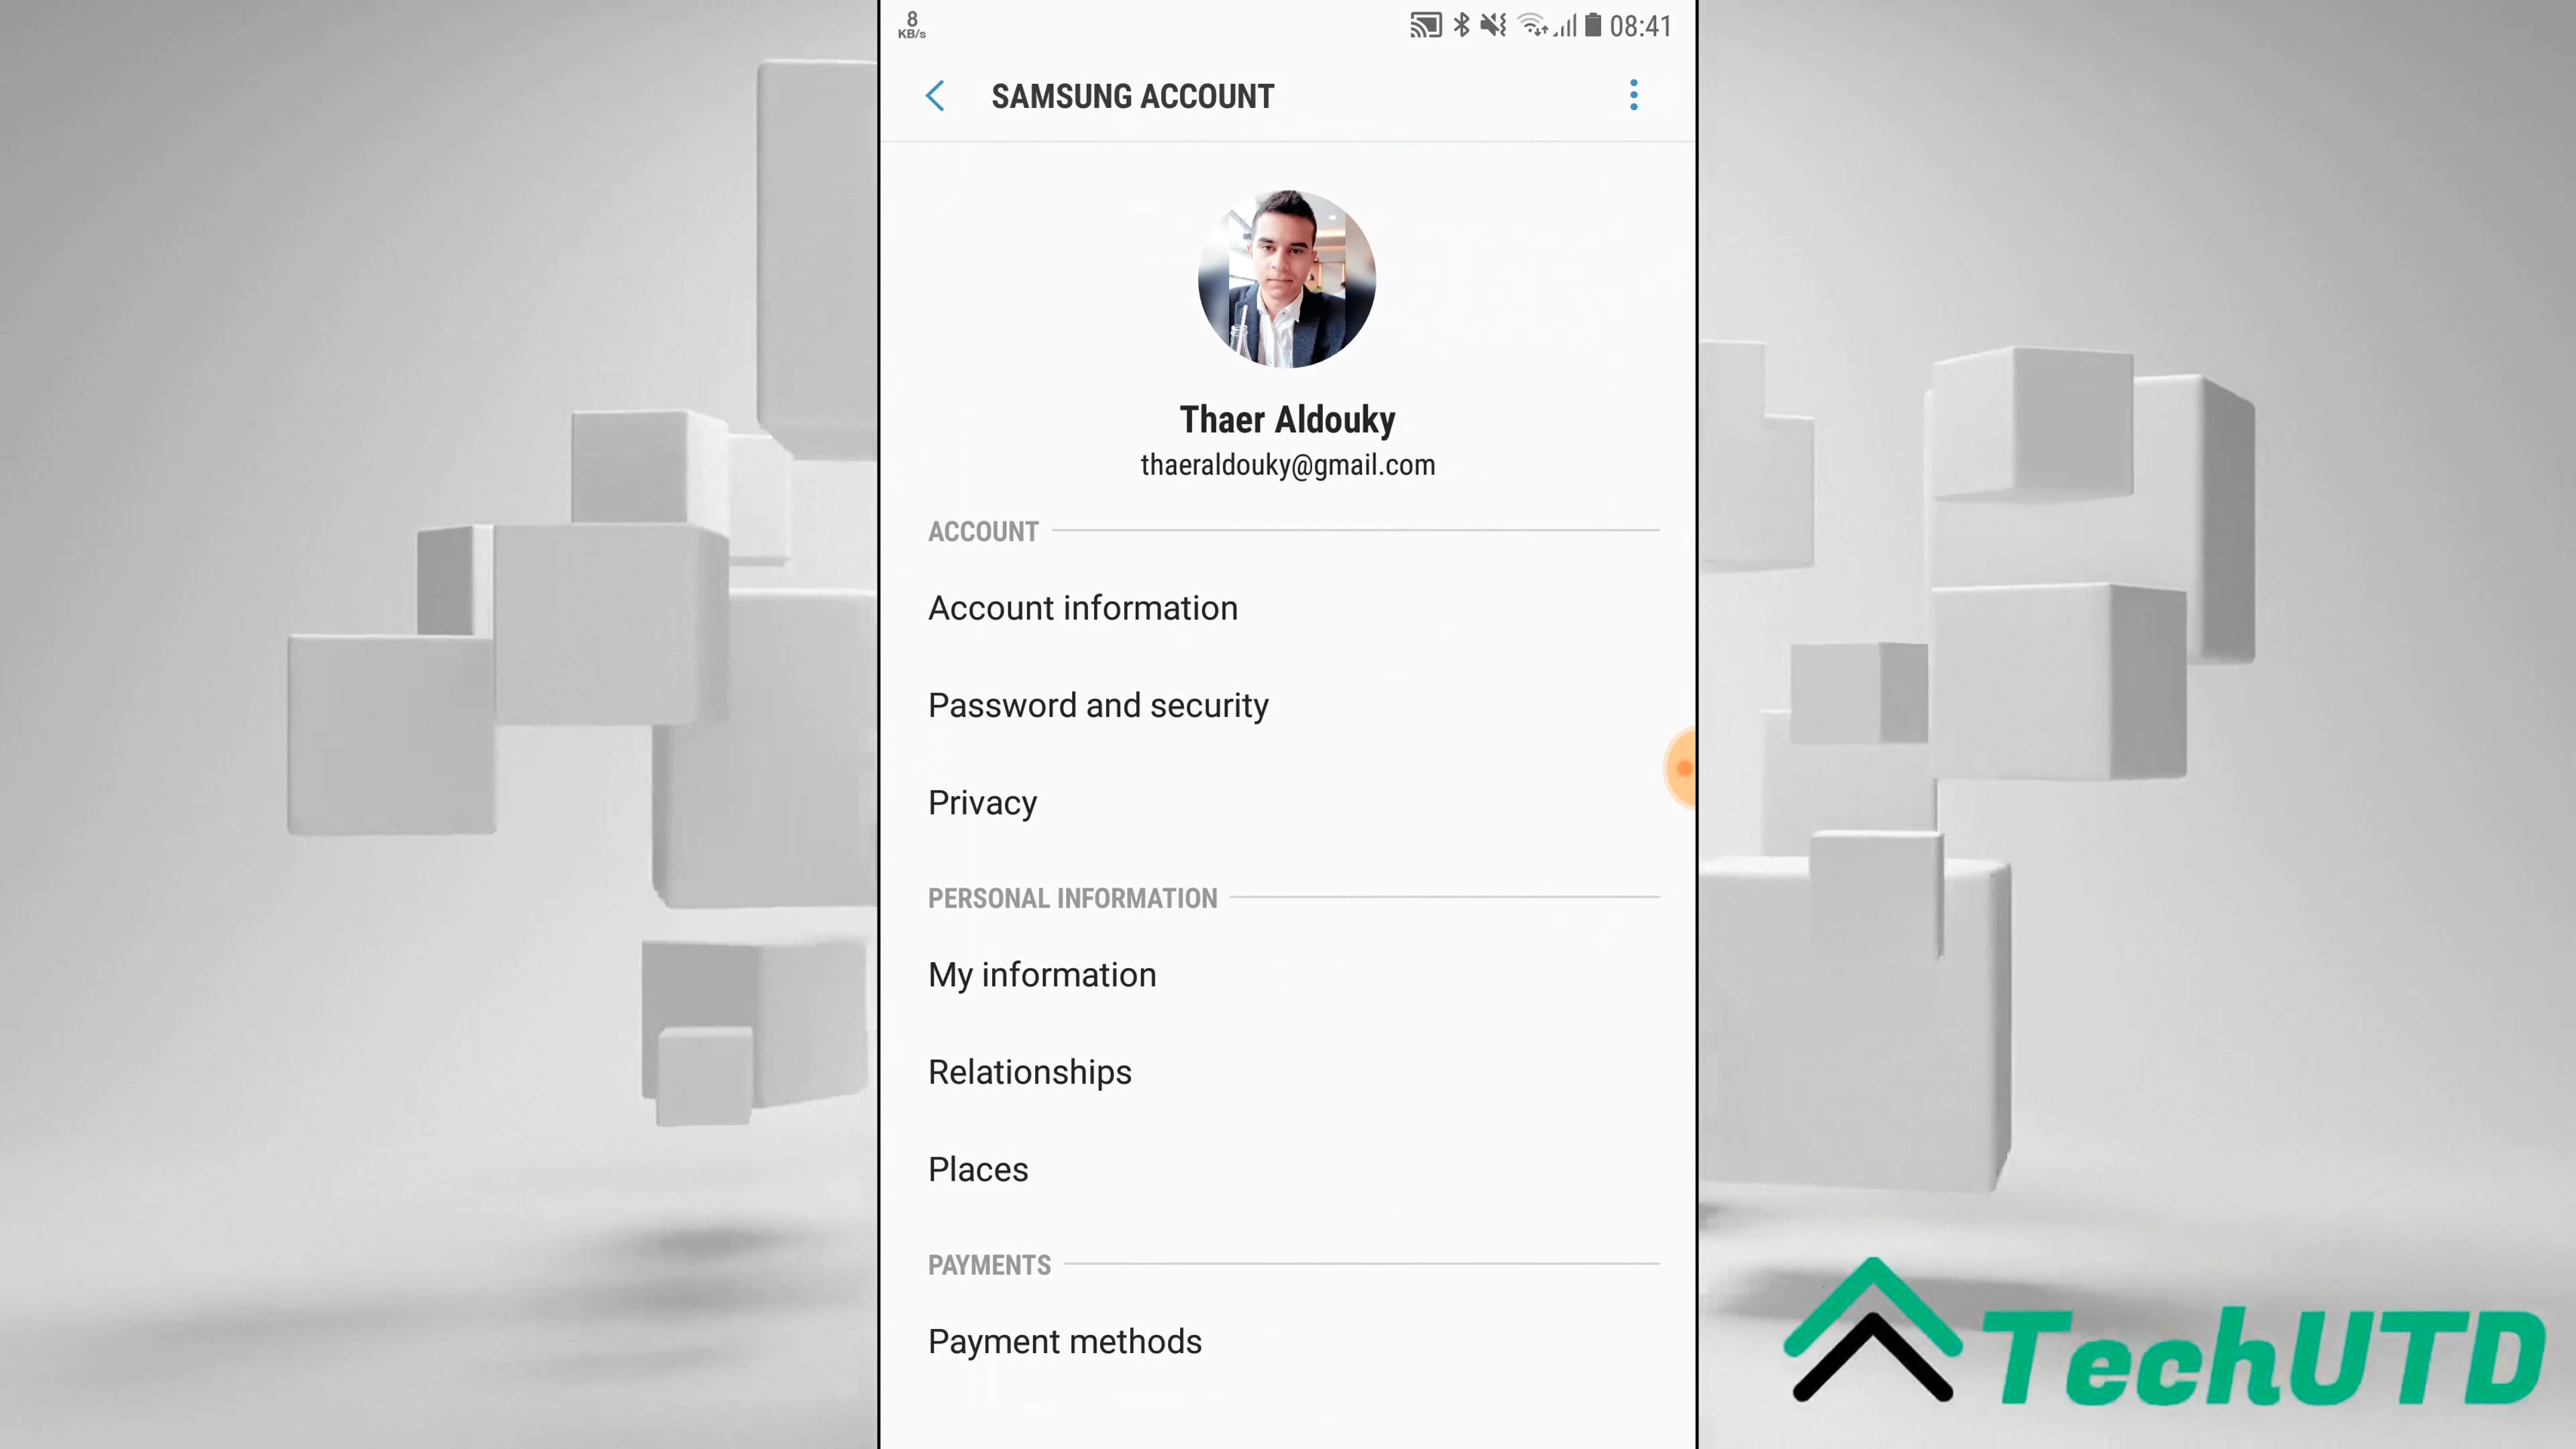 8
KB/s
08:41
SAMSUNG ACCOUNT
Thaer Aldouky
thaeraldouky@gmail.com
ACCOUNT
Account information
Password and security
Privacy
PERSONAL INFORMATION
My information
Relationships
Places
PAYMENTS
Payment methods
TechUTD